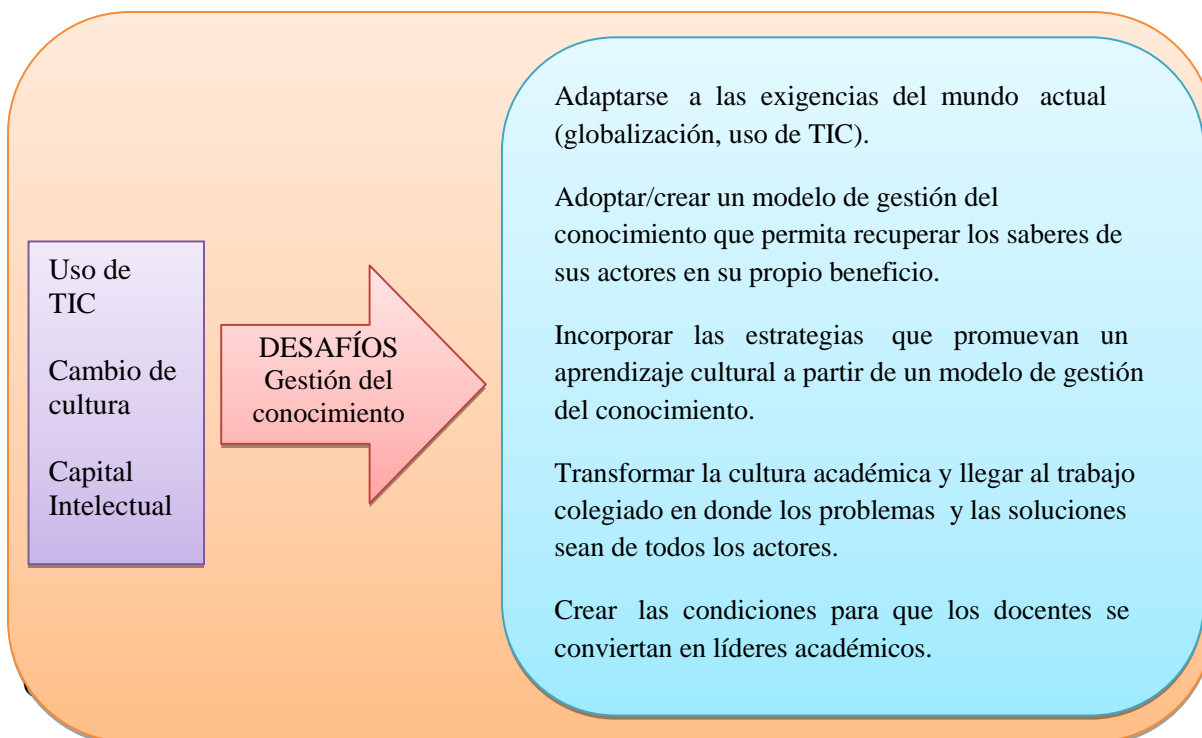 Uso de
TIC
Cambio de
cultura
Capital
Intelectual
DESAFÍOS
Gestión del
conocimiento
Adaptarse a las exigencias del mundo actual
(globalización, uso de TIC).
Adoptar/crear un modelo de gestión del
conocimiento que permita recuperar los saberes de
sus actores en su propio beneficio.
Incorporar las estrategias que promuevan un
aprendizaje cultural a partir de un modelo de gestión
del conocimiento.
Transformar la cultura académica y llegar al trabajo
colegiado en donde los problemas y las soluciones
sean de todos los actores.
Crear las condiciones para que los docentes se
conviertan en líderes académicos.